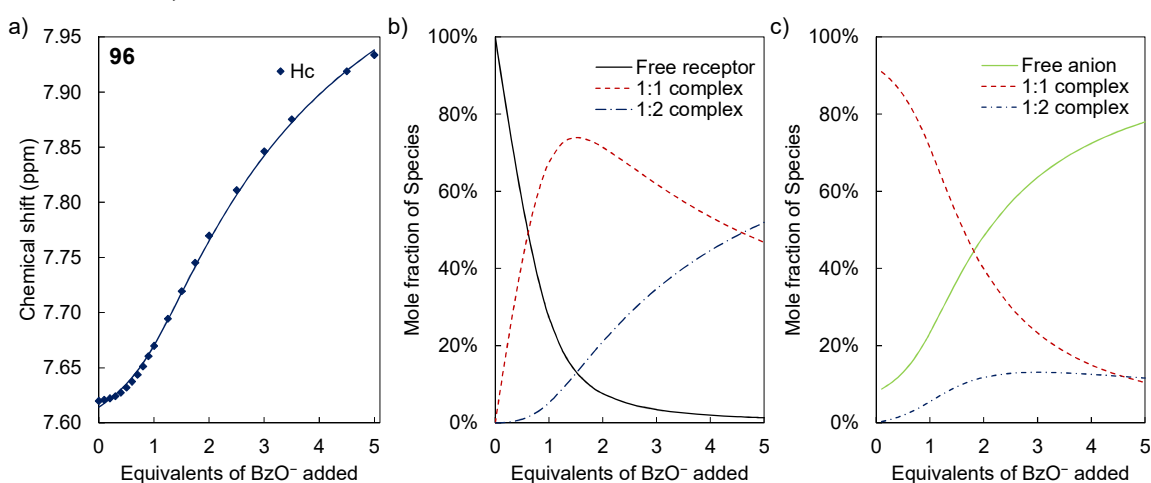 a)
7.95
7.90
7.85
7.80
7.75
7.70
7.65
7.60
Chemical shift (ppm)
96
Hc
0 1 2 3 4 5
Equivalents of BzO⁻ added
b)
100%
80%
60%
40%
20%
0%
Mole fraction of Species
Free receptor
1:1 complex
1:2 complex
0 1 2 3 4 5
Equivalents of BzO⁻ added
c)
100%
80%
60%
40%
20%
0%
Mole fraction of Species
Free anion
1:1 complex
1:2 complex
0 1 2 3 4 5
Equivalents of BzO⁻ added